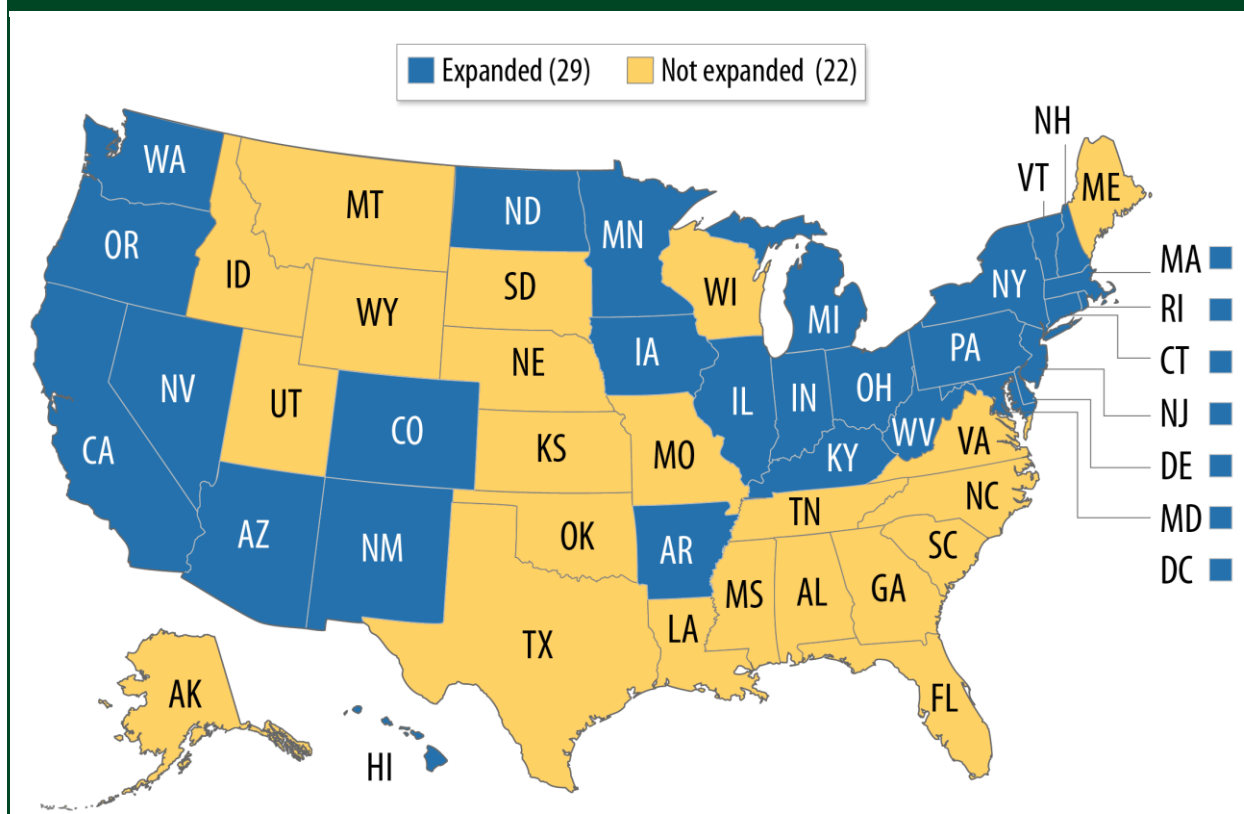 Expanded (29) Not expanded (22)
NH
VT
ME
WA
MT
ND
MN
OR
ID
SD
WI
NY
MA
WY
MI
RI
IA
PA
NE
CT
NV
UT
IL
IN
OH
CO
WV
NJ
CA
KS
MO
KY
VA
DE
TN
NC
AZ
NM
OK
AR
SC
MD
MS
AL
GA
DC
TX
LA
AK
FL
HI